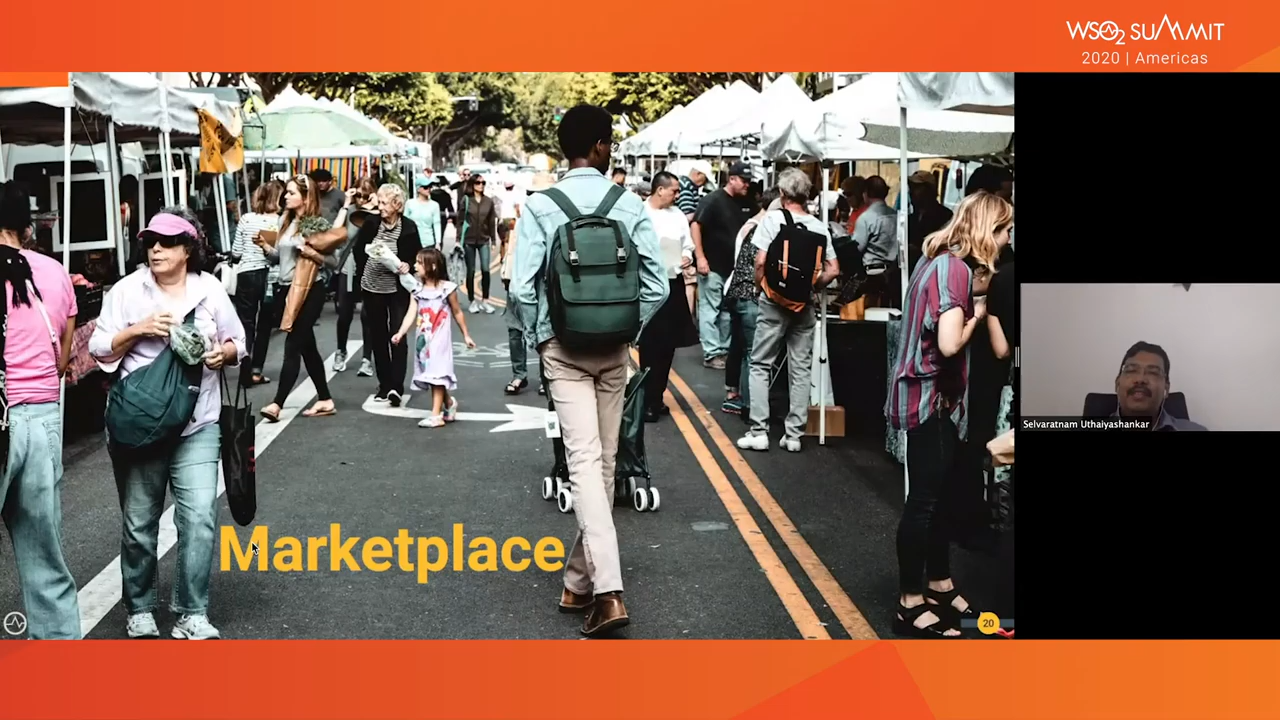 WSO2 SUMMIT
2020 | Americas
Selvaratnam Uthaiyashankar
Marketplace
20